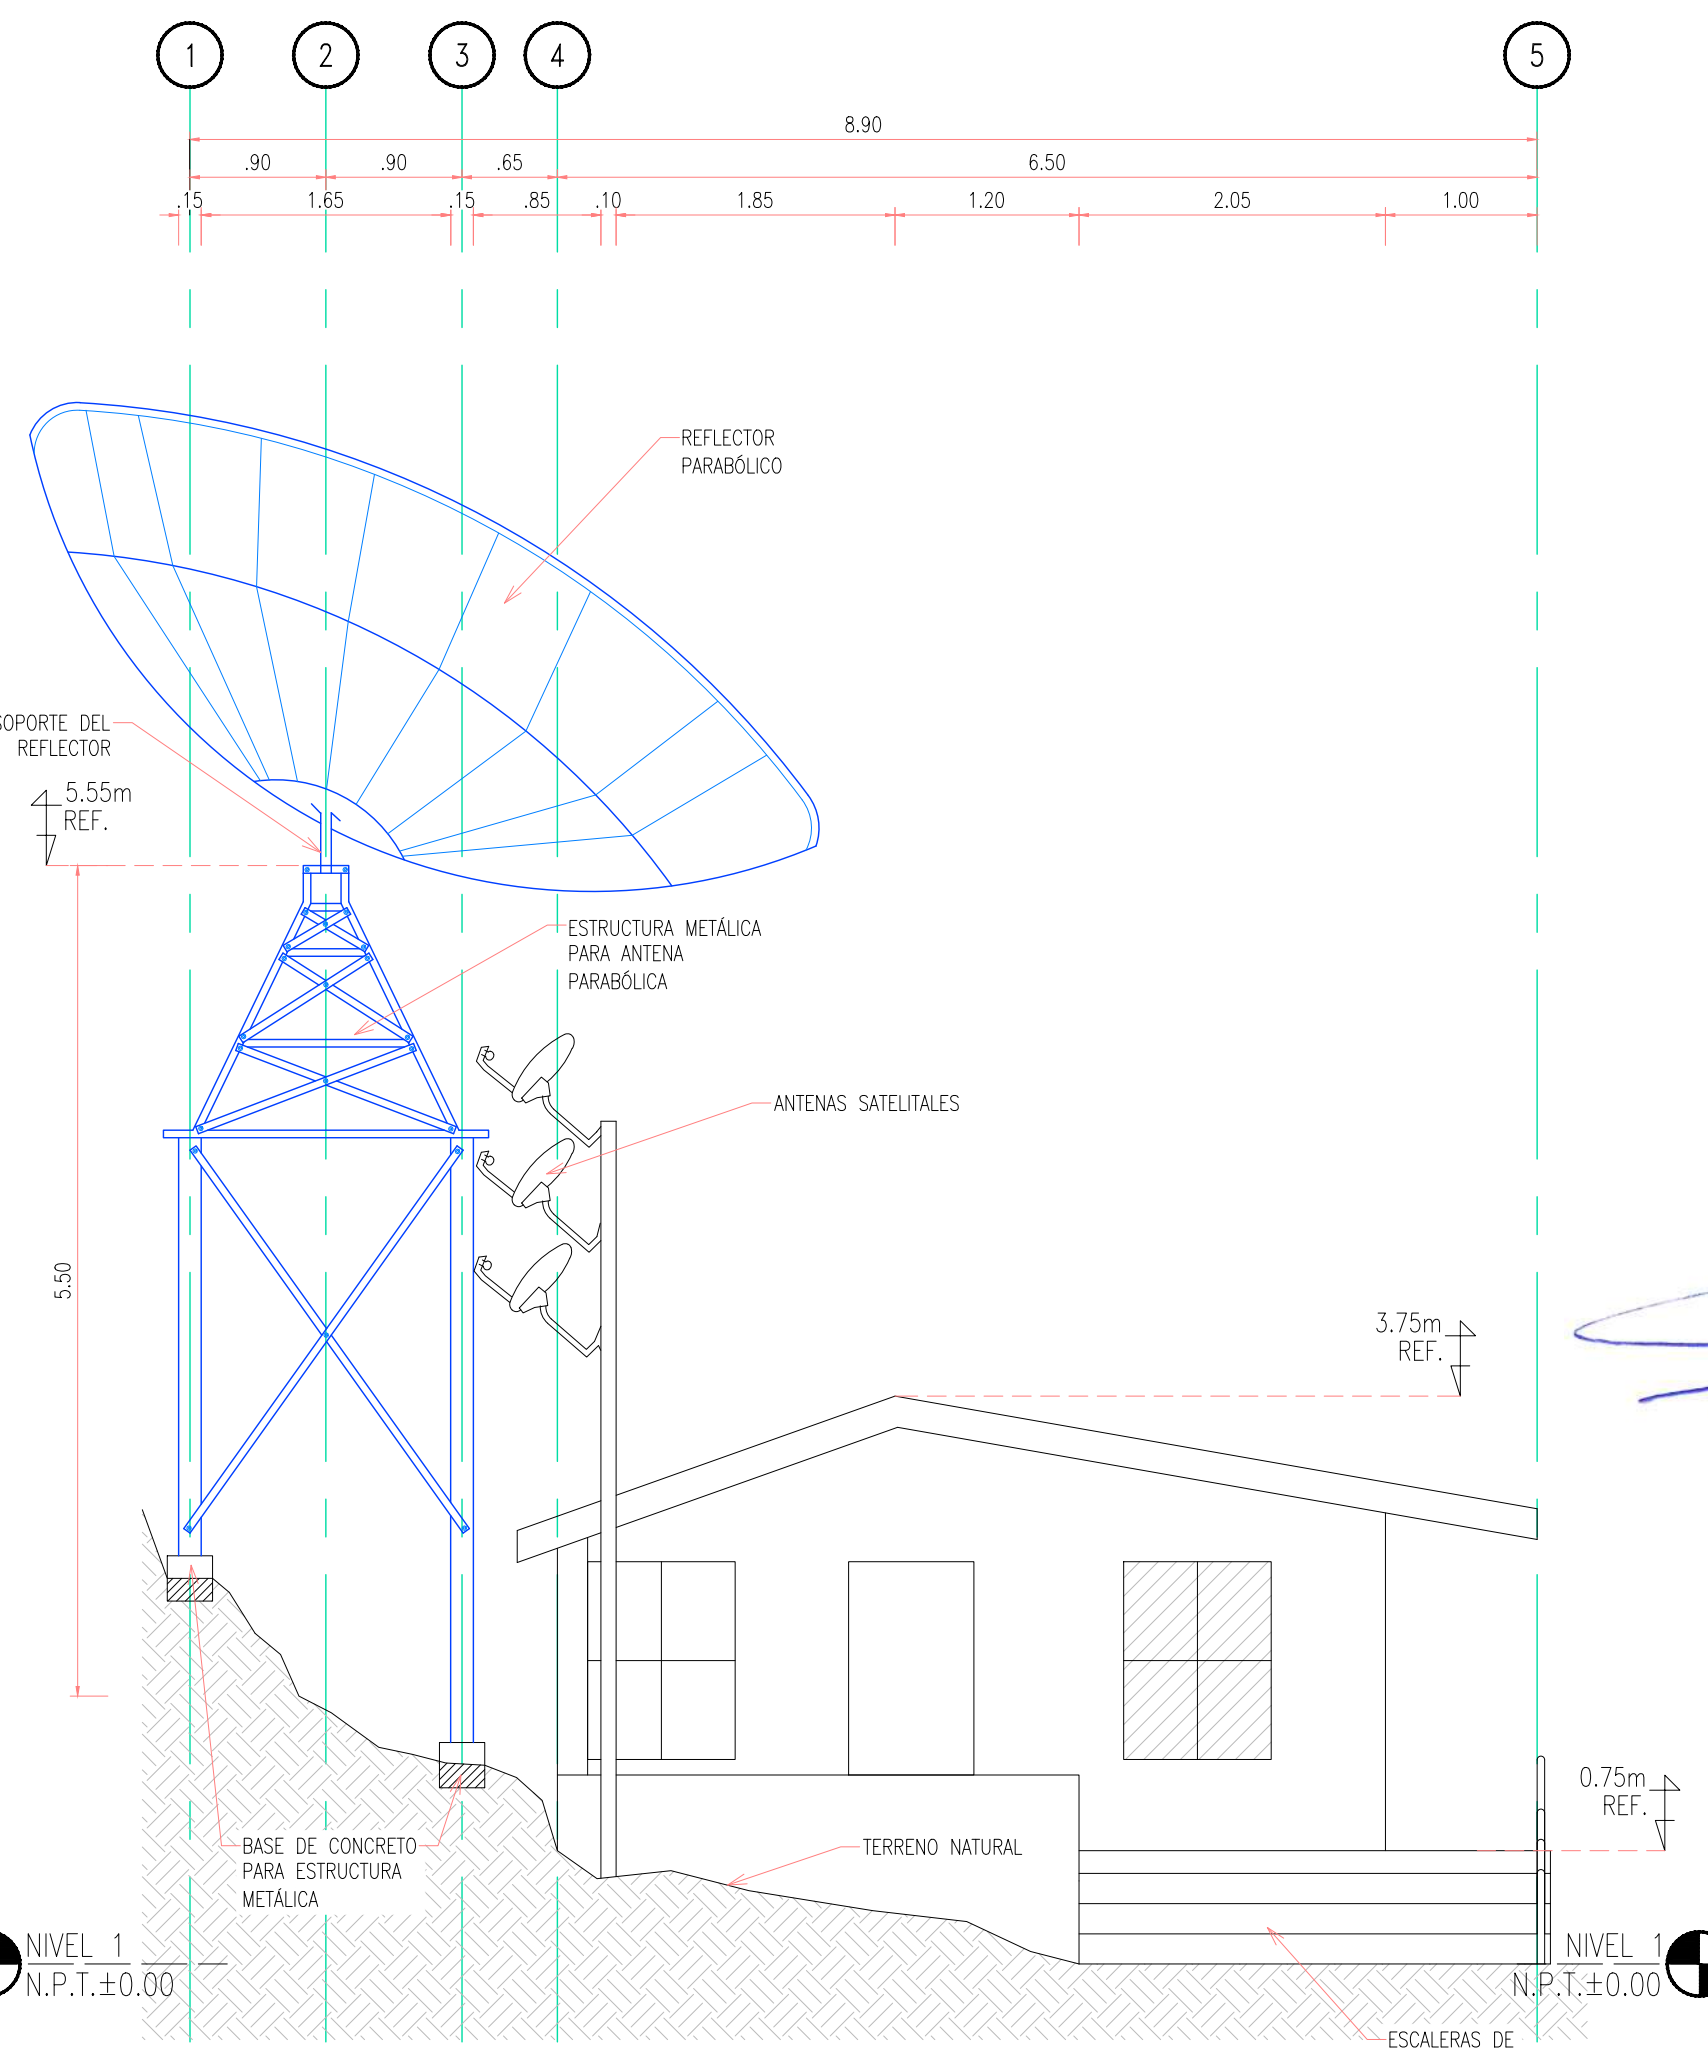 1 2 3 4 5
8.90
.90 .90 .65 6.50
.15 1.65 .15 .85 .10 1.85 1.20 2.05 1.00
REFLECTOR
PARABÓLICO
SOPORTE DEL
REFLECTOR
5.55m
REF.
ESTRUCTURA METÁLICA
PARA ANTENA
PARABÓLICA
ANTENAS SATELITALES
5.50
3.75m
REF.
0.75m
REF.
BASE DE CONCRETO
PARA ESTRUCTURA
METÁLICA
TERRENO NATURAL
NIVEL 1
N.P.T.±0.00
NIVEL 1
N.P.T.±0.00
ESCALERAS DE